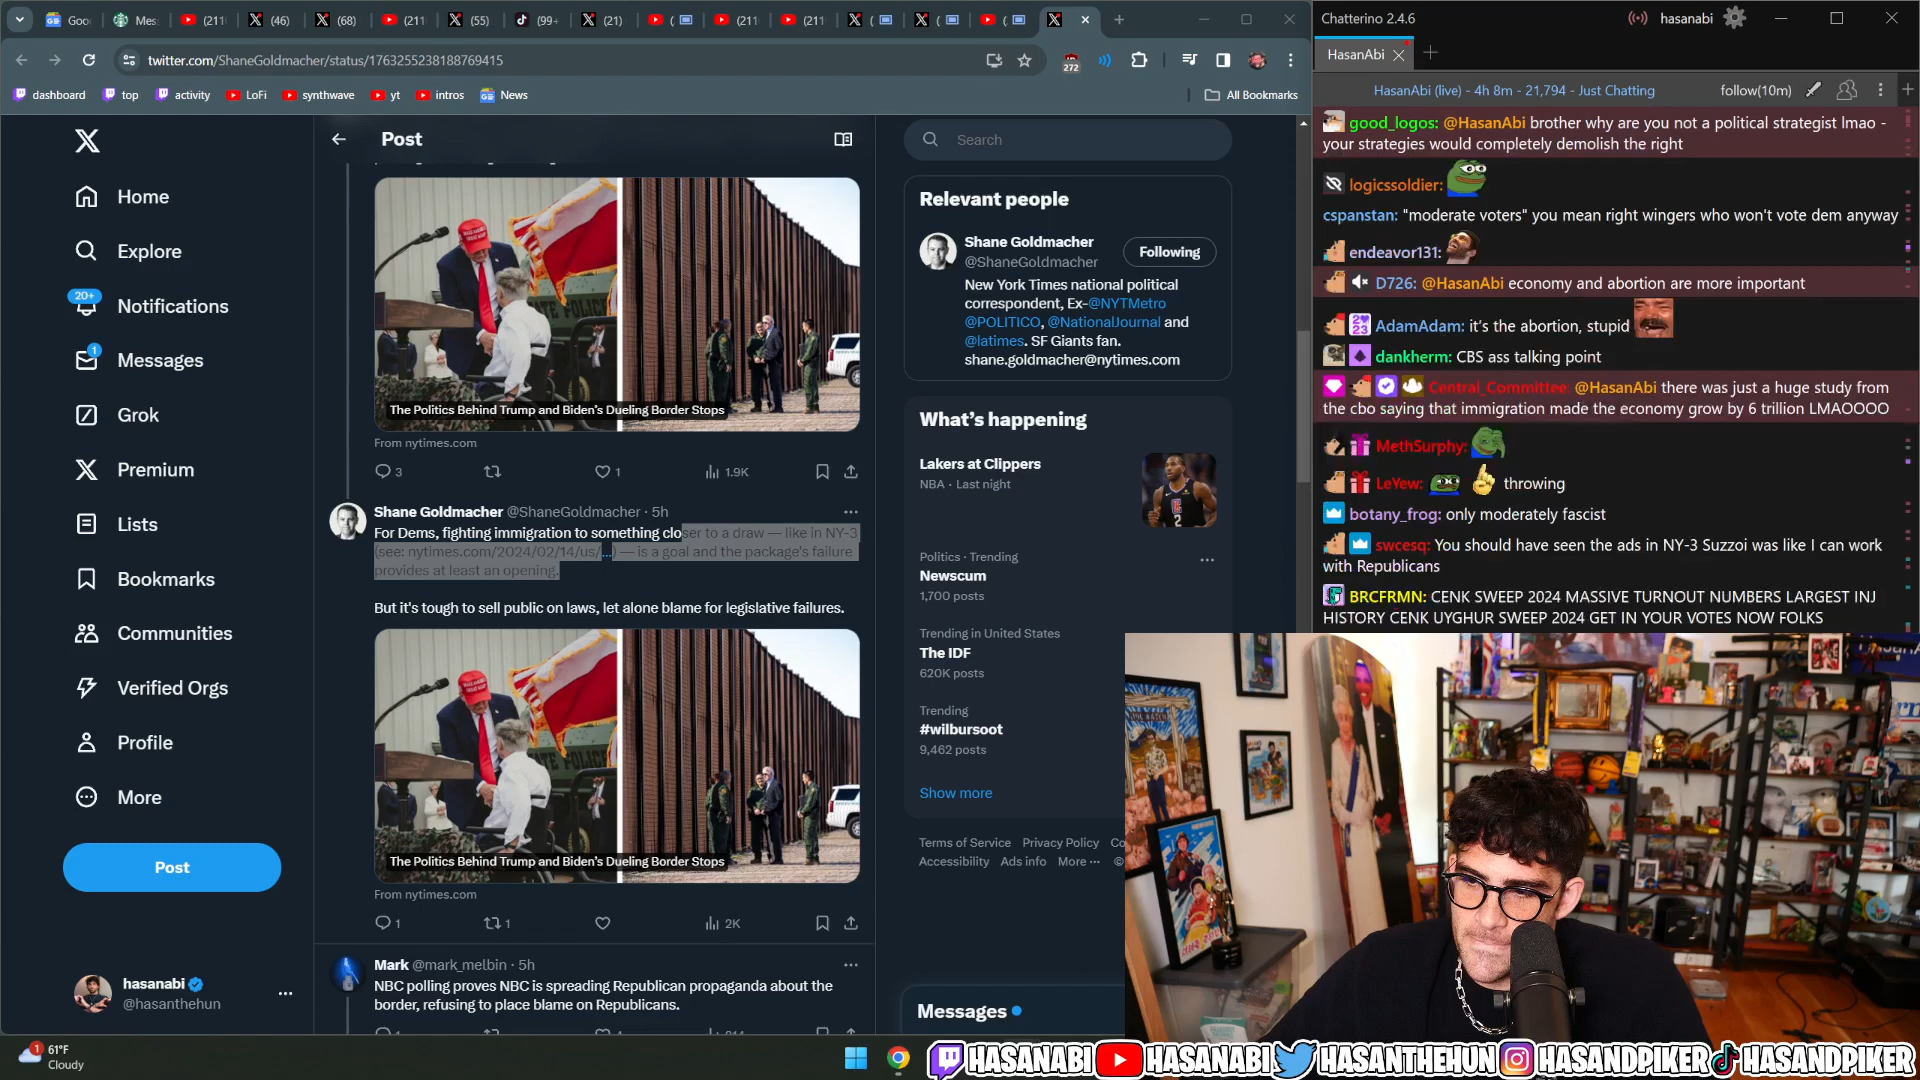 Goo
Mes
(211
(46)
(68)
(211
(55)
(99+
(21)
(
(211
(211
(
(
(
twitter.com/ShaneGoldmacher/status/1763255238188769415
272
dashboard
top
activity
LoFi
synthwave
yt
intros
News
All Bookmarks
Home
Explore
20+
Notifications
1
Messages
Grok
Premium
Lists
Bookmarks
Communities
Verified Orgs
Profile
More
Post
hasanabi
@hasanthehun
Post
The Politics Behind Trump and Biden's Dueling Border Stops
From nytimes.com
3
1
1.9K
Shane Goldmacher @ShaneGoldmacher · 5h
For Dems, fighting immigration to something closer to a draw — like in NY-3
(see: nytimes.com/2024/02/14/us/…) — is a goal and the package's failure
provides at least an opening.
But it's tough to sell public on laws, let alone blame for legislative failures.
The Politics Behind Trump and Biden's Dueling Border Stops
From nytimes.com
1
1
2K
Mark @mark_melbin · 5h
NBC polling proves NBC is spreading Republican propaganda about the
border, refusing to place blame on Republicans.
Search
Relevant people
Shane Goldmacher
@ShaneGoldmacher
Following
New York Times national political
correspondent, Ex-@NYTMetro
@POLITICO, @NationalJournal and
@latimes. SF Giants fan.
shane.goldmacher@nytimes.com
What's happening
Lakers at Clippers
NBA · Last night
Politics · Trending
Newscum
1,700 posts
Trending in United States
The IDF
620K posts
Trending
#wilbursoot
9,462 posts
Show more
Terms of Service Privacy Policy Co
Accessibility Ads info More ··· ©
Messages
Chatterino 2.4.6
hasanabi
HasanAbi
HasanAbi (live) - 4h 8m - 21,794 - Just Chatting
follow(10m)
good_logos: @HasanAbi brother why are you not a political strategist lmao -
your strategies would completely demolish the right
logicssoldier:
cspanstan: "moderate voters" you mean right wingers who won't vote dem anyway
endeavor131:
D726: @HasanAbi economy and abortion are more important
AdamAdam: it's the abortion, stupid
dankherm: CBS ass talking point
Central_Committee: @HasanAbi there was just a huge study from
the cbo saying that immigration made the economy grow by 6 trillion LMAOOOO
MethSurphy:
LeYew: throwing
botany_frog: only moderately fascist
swcesq: You should have seen the ads in NY-3 Suzzoi was like I can work
with Republicans
BRCFRMN: CENK SWEEP 2024 MASSIVE TURNOUT NUMBERS LARGEST INJ
HISTORY CENK UYGHUR SWEEP 2024 GET IN YOUR VOTES NOW FOLKS
1
61°F
Cloudy
HASANABI HASANABI HASANTHEHUN HASANDPIKER HASANDPIKER